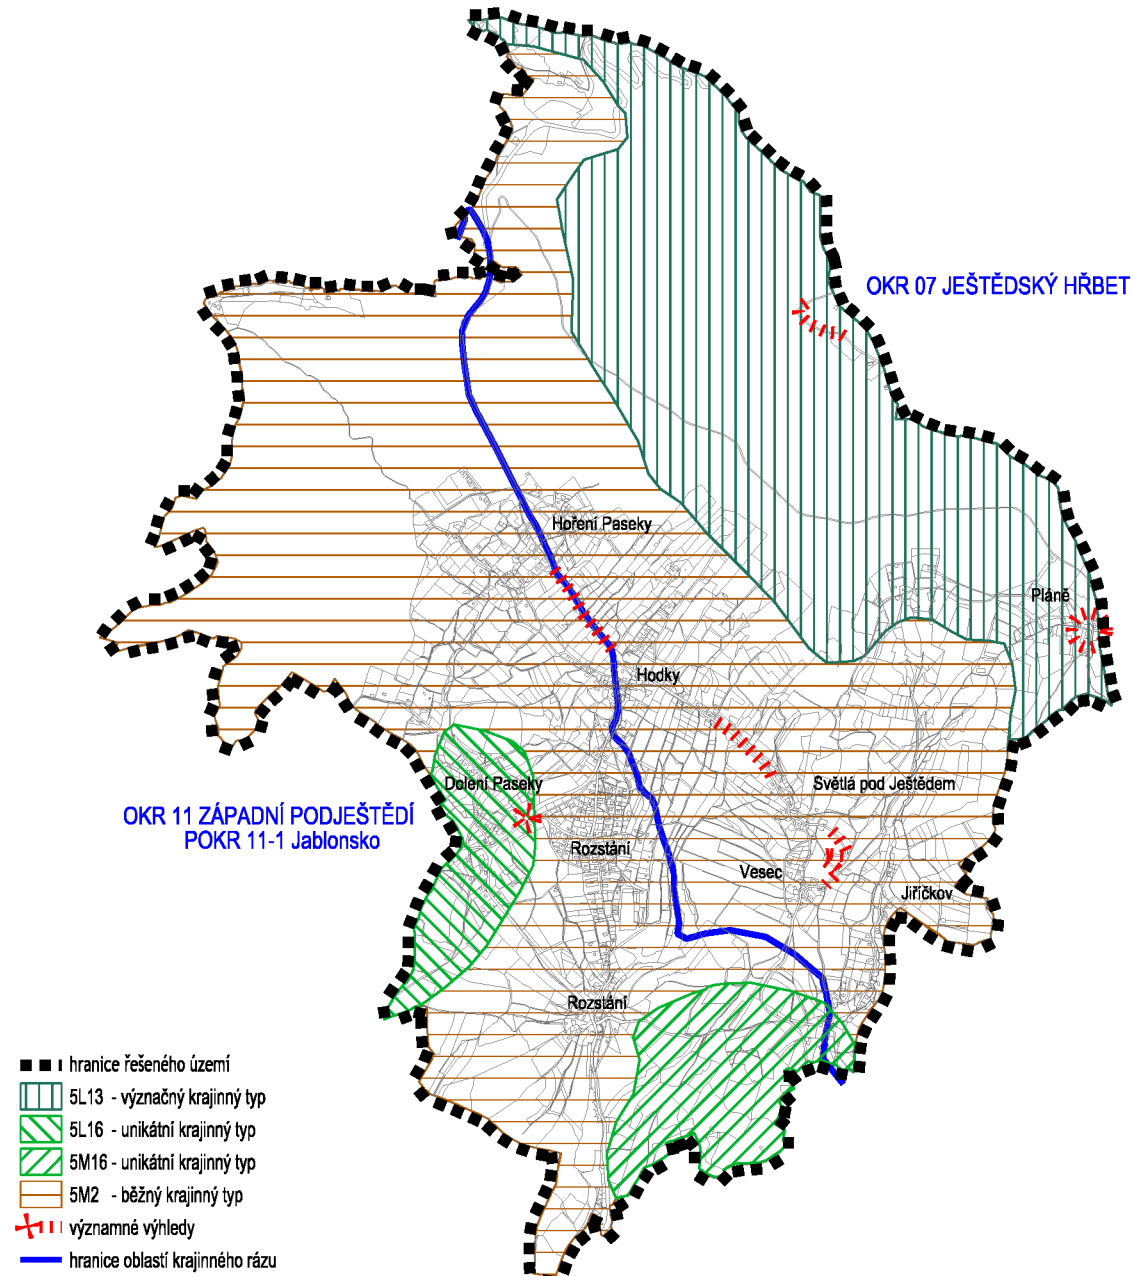 OKR 07 JEŠTĚDSKÝ HŘBET
Hoření Paseky
Pláně
Hodky
Dolení Paseky
Světlá pod Ještědem
OKR 11 ZÁPADNÍ PODJEŠTĚDÍ
POKR 11-1 Jablonsko
Rozstání
Vesec
Jiříčkov
Rozstání
hranice řešeného území
5L13 - význačný krajinný typ
5L16 - unikátní krajinný typ
5M16 - unikátní krajinný typ
5M2 - běžný krajinný typ
významné výhledy
hranice oblastí krajinného rázu